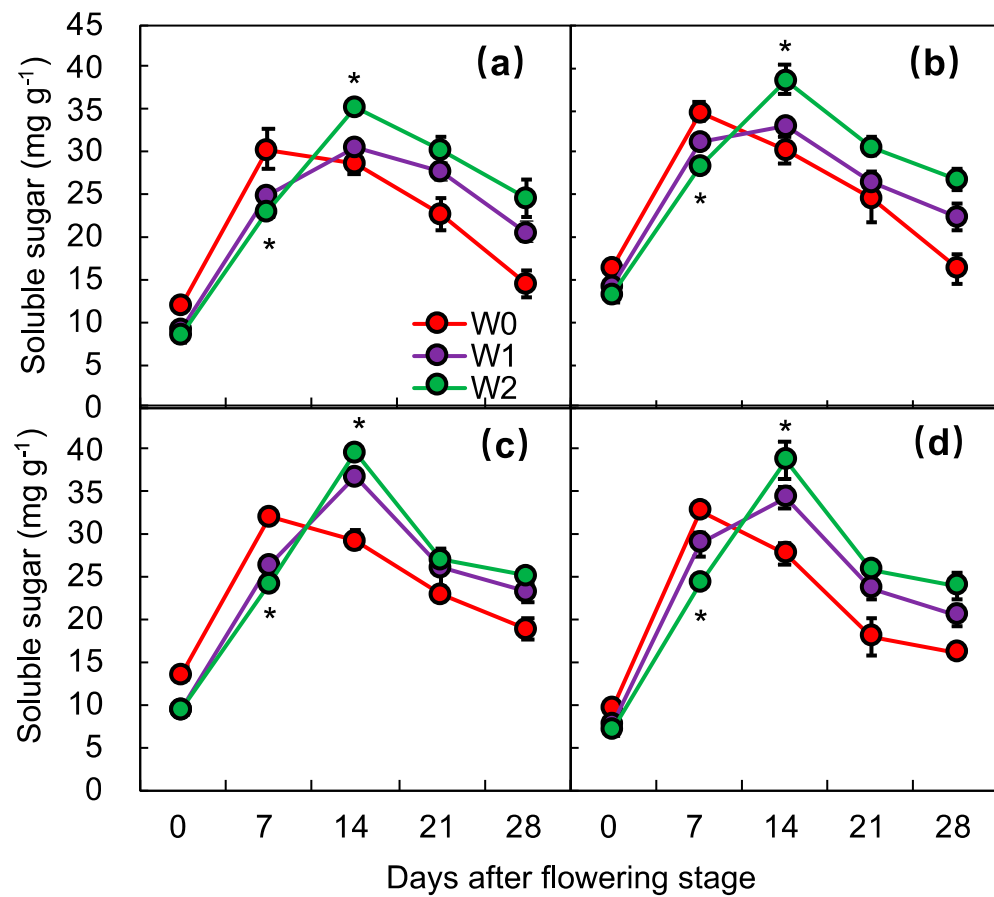 45
40
35
30
25
20
15
10
5
0
Soluble sugar (mg g-1)
(a)
*
*
W0
W1
W2
(b)
*
*
40
35
30
25
20
15
10
5
0
Soluble sugar (mg g-1)
(c)
*
*
(d)
*
*
0 7 14 21 28
0 7 14 21 28
Days after flowering stage